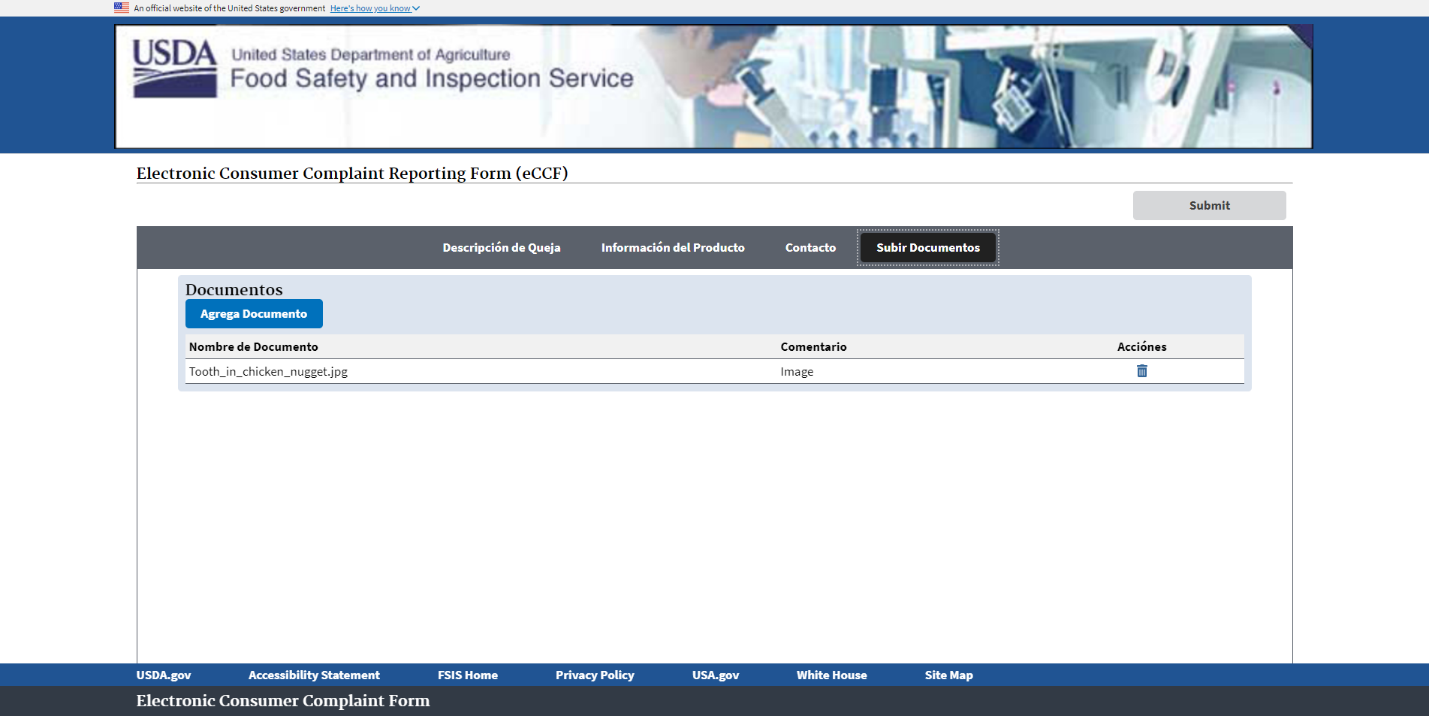 An official website of the United States government Here's how you know
USDA
United States Department of Agriculture
Food Safety and Inspection Service
Electronic Consumer Complaint Reporting Form (eCCF)
Submit
Descripción de Queja Información del Producto Contacto Subir Documentos
Documentos
Agrega Documento
Nombre de Documento Comentario Acciónes
Tooth_in_chicken_nugget.jpg Image
USDA.gov Accessibility Statement FSIS Home Privacy Policy USA.gov White House Site Map
Electronic Consumer Complaint Form